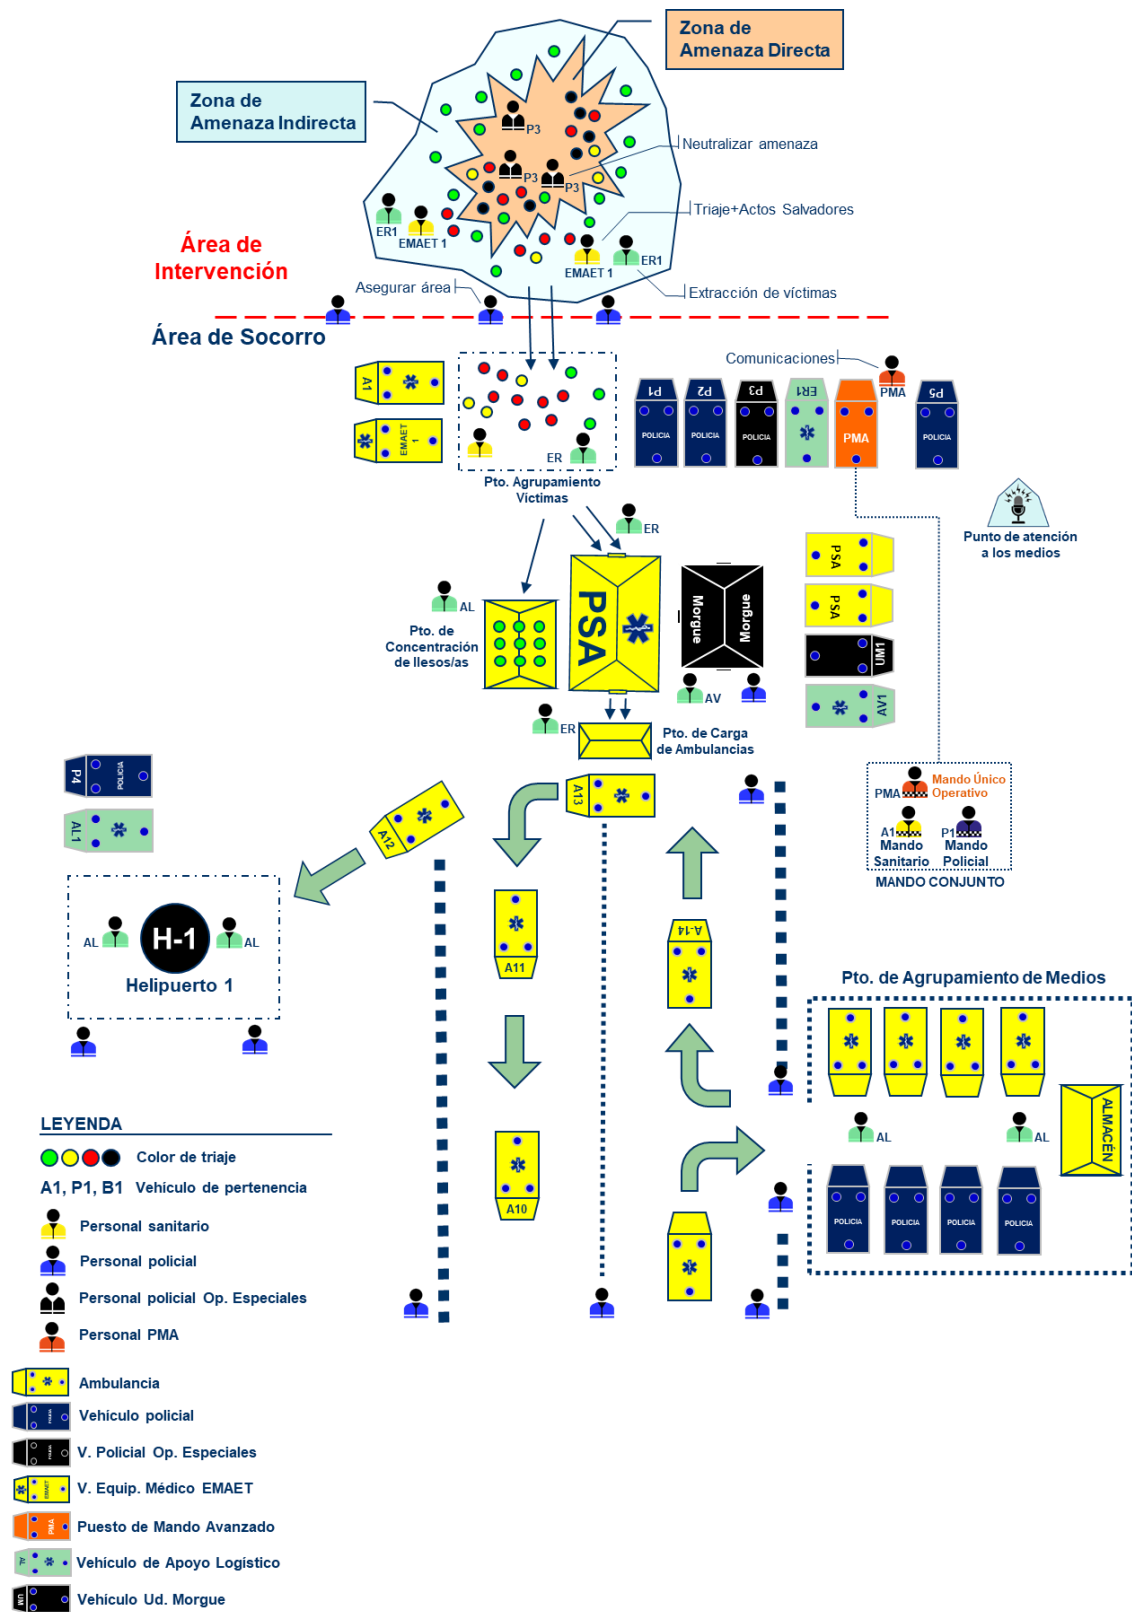 Zona de
Amenaza Directa
Zona de
Amenaza Indirecta
P3
Neutralizar amenaza
P3
P3
Triaje+Actos Salvadores
ER1
EMAET 1
EMAET 1
ER1
Área de
Intervención
Extracción de víctimas
Asegurar área
Área de Socorro
Comunicaciones
PMA
A1
EMAET
1
ER
P1
POLICIA
P2
POLICIA
P3
POLICIA
ER1
PMA
P5
POLICIA
Pto. Agrupamiento
Víctimas
ER
Punto de atención
a los medios
PSA
PSA
UM1
AV1
AL
Pto. de
Concentración
de Ilesos/as
PSA
Morgue
Morgue
AV
ER
Pto. de Carga
de Ambulancias
P4
POLICIA
AL1
A12
A13
PMA
Mando Único
Operativo
A1
Mando
Sanitario
P1
Mando
Policial
MANDO CONJUNTO
AL
H-1
AL
Helipuerto 1
A11
A-14
Pto. de Agrupamiento de Medios
AL
AL
ALMACÉN
POLICIA
POLICIA
POLICIA
POLICIA
A10
LEYENDA
Color de triaje
A1, P1, B1 Vehículo de pertenencia
Personal sanitario
Personal policial
Personal policial Op. Especiales
Personal PMA
Ambulancia
POLICIA
Vehículo policial
POLICIA
V. Policial Op. Especiales
EMAET
V. Equip. Médico EMAET
PMA
Puesto de Mando Avanzado
AL
Vehículo de Apoyo Logístico
UM
Vehículo Ud. Morgue